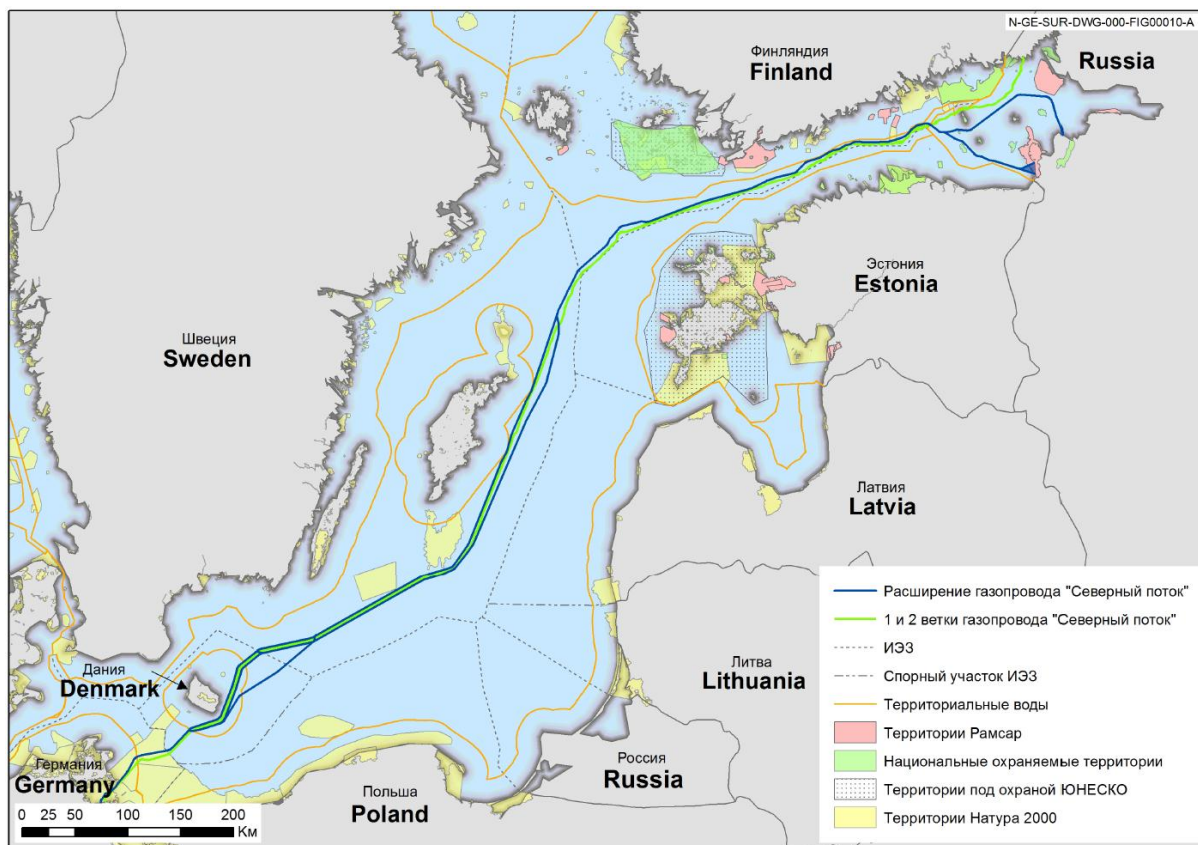 N-GE-SUR-DWG-000-FIG00010-A
Финляндия
Finland
Russia
Эстония
Estonia
Швеция
Sweden
Латвия
Latvia
Дания
Denmark
Литва
Lithuania
Германия
Germany
Польша
Poland
Россия
Russia
0 25 50 100 150 200
Км
Расширение газопровода "Северный поток"
1 и 2 ветки газопровода "Северный поток"
ИЭЗ
Спорный участок ИЭЗ
Территориальные воды
Территории Рамсар
Национальные охраняемые территории
Территории под охраной ЮНЕСКО
Территории Натура 2000